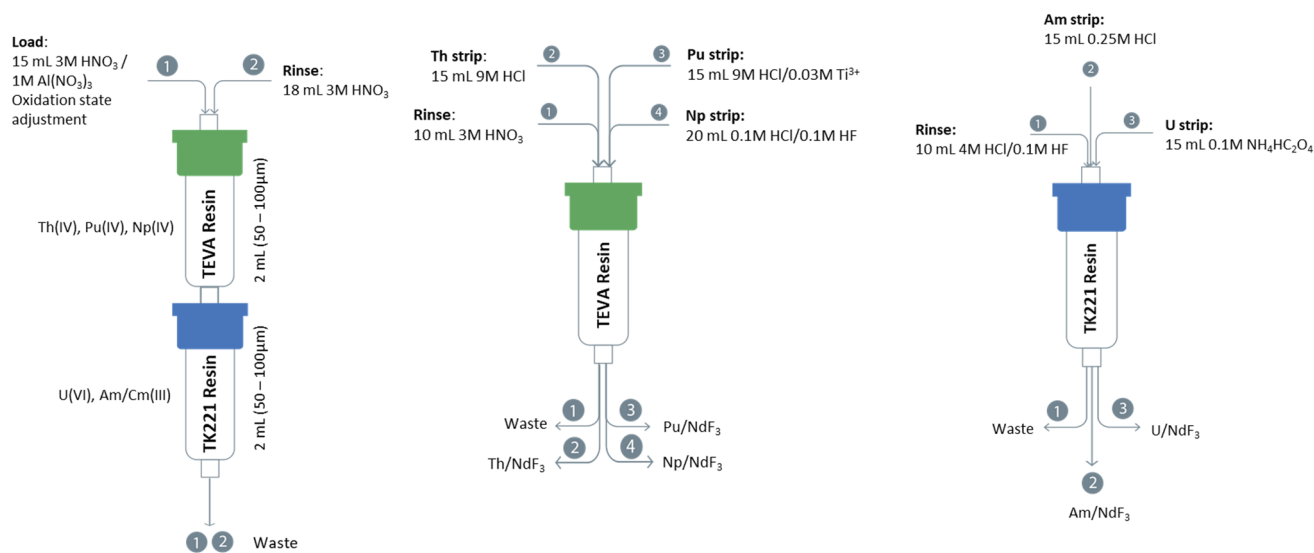 Load:
15 mL 3M HNO₃ /
1M Al(NO₃)₃
Oxidation state
adjustment
1
2
Rinse:
18 mL 3M HNO₃
Th(IV), Pu(IV), Np(IV)
TEVA Resin
2 mL (50 – 100µm)
U(VI), Am/Cm(III)
TK221 Resin
2 mL (50 – 100µm)
1 2 Waste
Th strip:
15 mL 9M HCl
2
3
Pu strip:
15 mL 9M HCl/0.03M Ti³⁺
Rinse:
10 mL 3M HNO₃
1
4
Np strip:
20 mL 0.1M HCl/0.1M HF
TEVA Resin
Waste
1
3
Pu/NdF₃
Th/NdF₃
2
4
Np/NdF₃
Am strip:
15 mL 0.25M HCl
2
Rinse:
10 mL 4M HCl/0.1M HF
1
3
U strip:
15 mL 0.1M NH₄HC₂O₄
TK221 Resin
Waste
1
3
U/NdF₃
2
Am/NdF₃